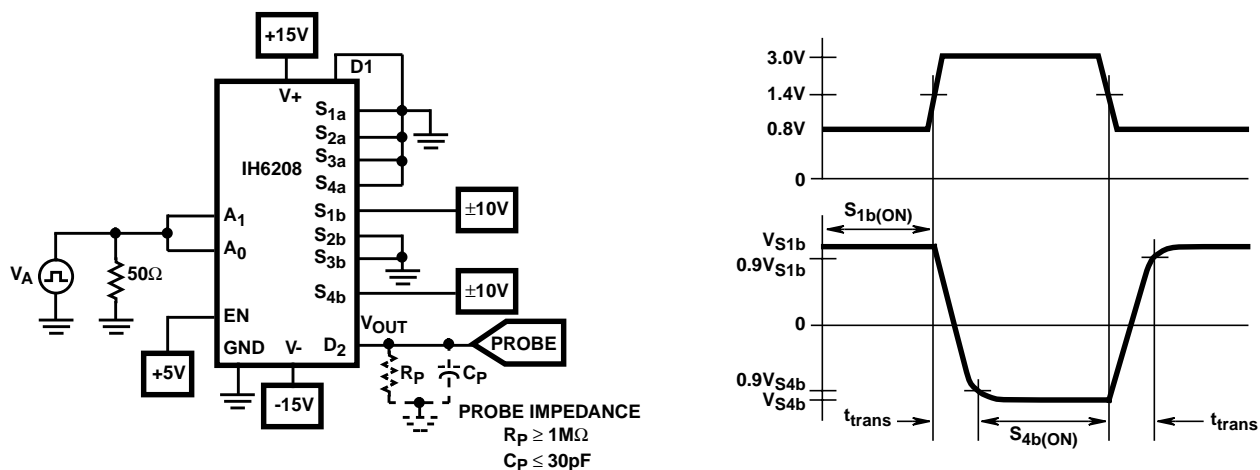 +15V
D1
V+
S1a
S2a
S3a
S4a
IH6208
S1b
±10V
A1
A0
S2b
S3b
VA
50Ω
S4b
±10V
EN
VOUT
GND
V-
D2
PROBE
+5V
-15V
RP
CP
PROBE IMPEDANCE
RP ≥ 1MΩ
CP ≤ 30pF
3.0V
1.4V
0.8V
0
S1b(ON)
VS1b
0.9VS1b
0
0.9VS4b
VS4b
ttrans
S4b(ON)
ttrans